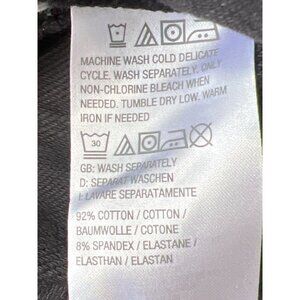 MACHINE WASH COLD DELICATE
CYCLE. WASH SEPARATELY. ONLY
NON-CHLORINE BLEACH WHEN
NEEDED. TUMBLE DRY LOW. WARM
IRON IF NEEDED
30
GB: WASH SEPARATELY
D: SEPARAT WASCHEN
I: LAVARE SEPARATAMENTE
92% COTTON / COTTON /
BAUMWOLLE / COTONE
8% SPANDEX / ELASTANE /
ELASTHAN / ELASTAN